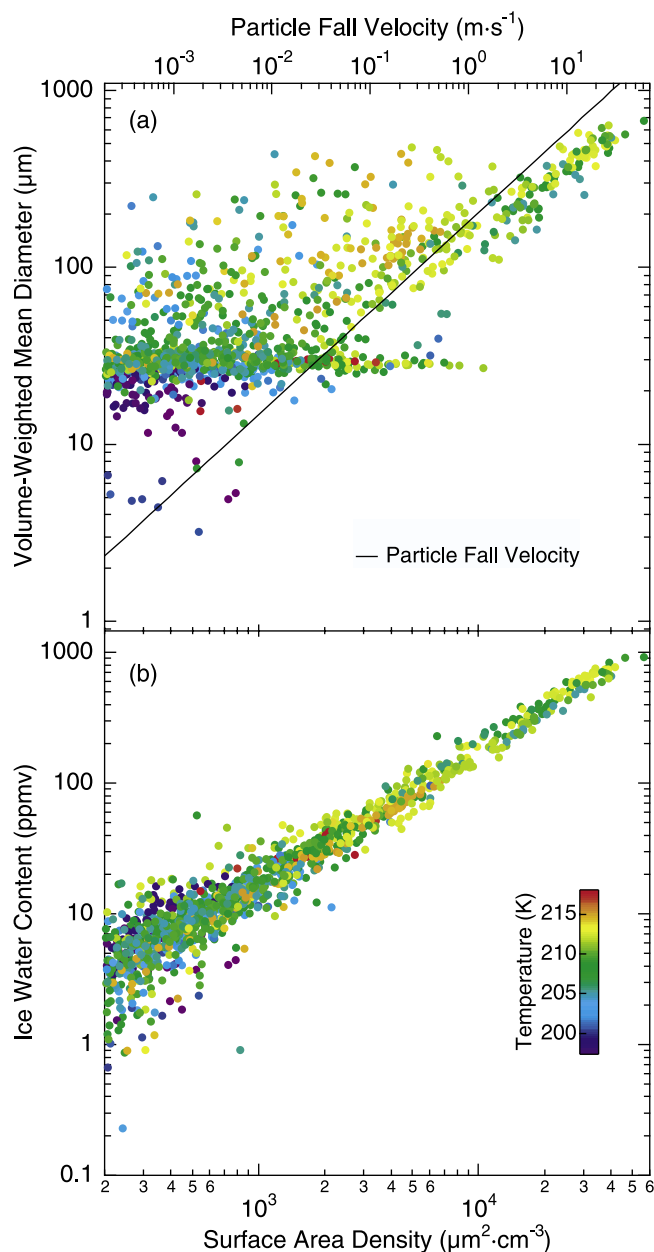 Particle Fall Velocity (m·s⁻¹)
10⁻³ 10⁻² 10⁻¹ 10⁰ 10¹
(a)
Volume-Weighted Mean Diameter (µm)
1000
100
10
1
— Particle Fall Velocity
(b)
Ice Water Content (ppmv)
1000
100
10
1
0.1
Temperature (K)
215
210
205
200
2 3 4 5 6 8 10³ 2 3 4 5 6 8 10⁴ 2 3 4 5 6
Surface Area Density (µm²·cm⁻³)